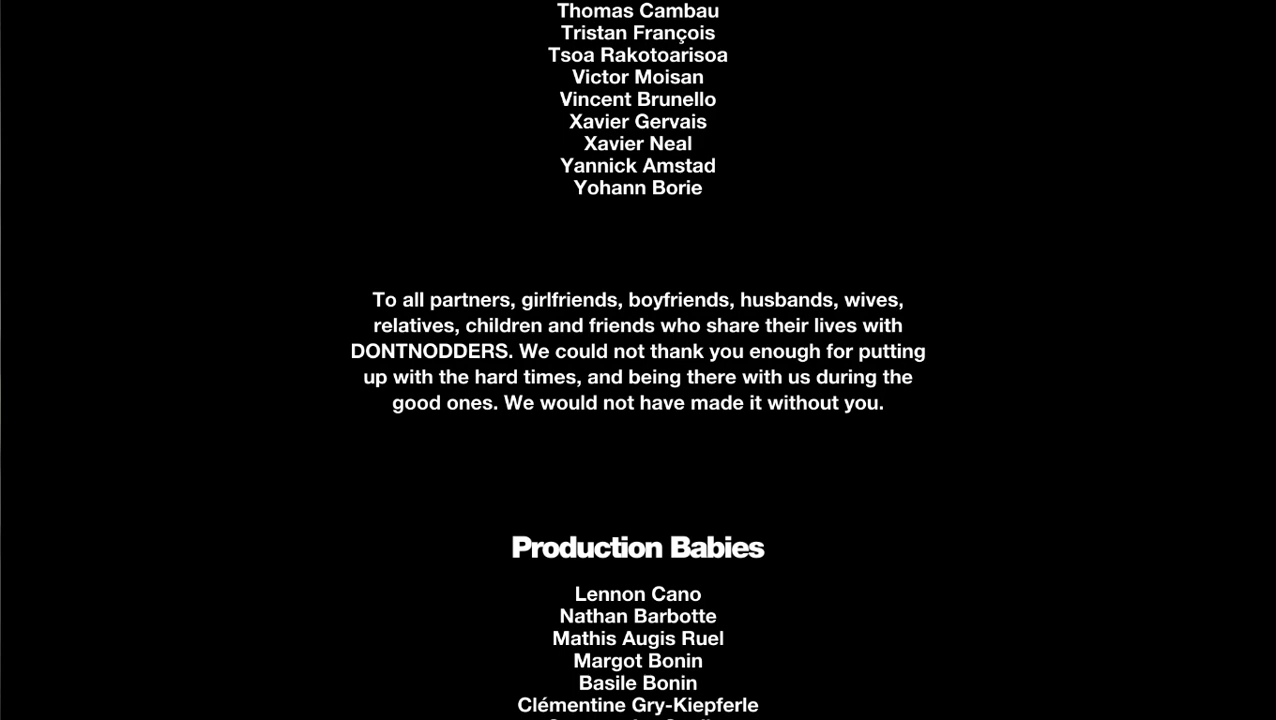 Thomas Cambau
Tristan François
Tsoa Rakotoarisoa
Victor Moisan
Vincent Brunello
Xavier Gervais
Xavier Neal
Yannick Amstad
Yohann Borie
To all partners, girlfriends, boyfriends, husbands, wives,
relatives, children and friends who share their lives with
DONTNODDERS. We could not thank you enough for putting
up with the hard times, and being there with us during the
good ones. We would not have made it without you.
Production Babies
Lennon Cano
Nathan Barbotte
Mathis Augis Ruel
Margot Bonin
Basile Bonin
Clémentine Gry-Kiepferle